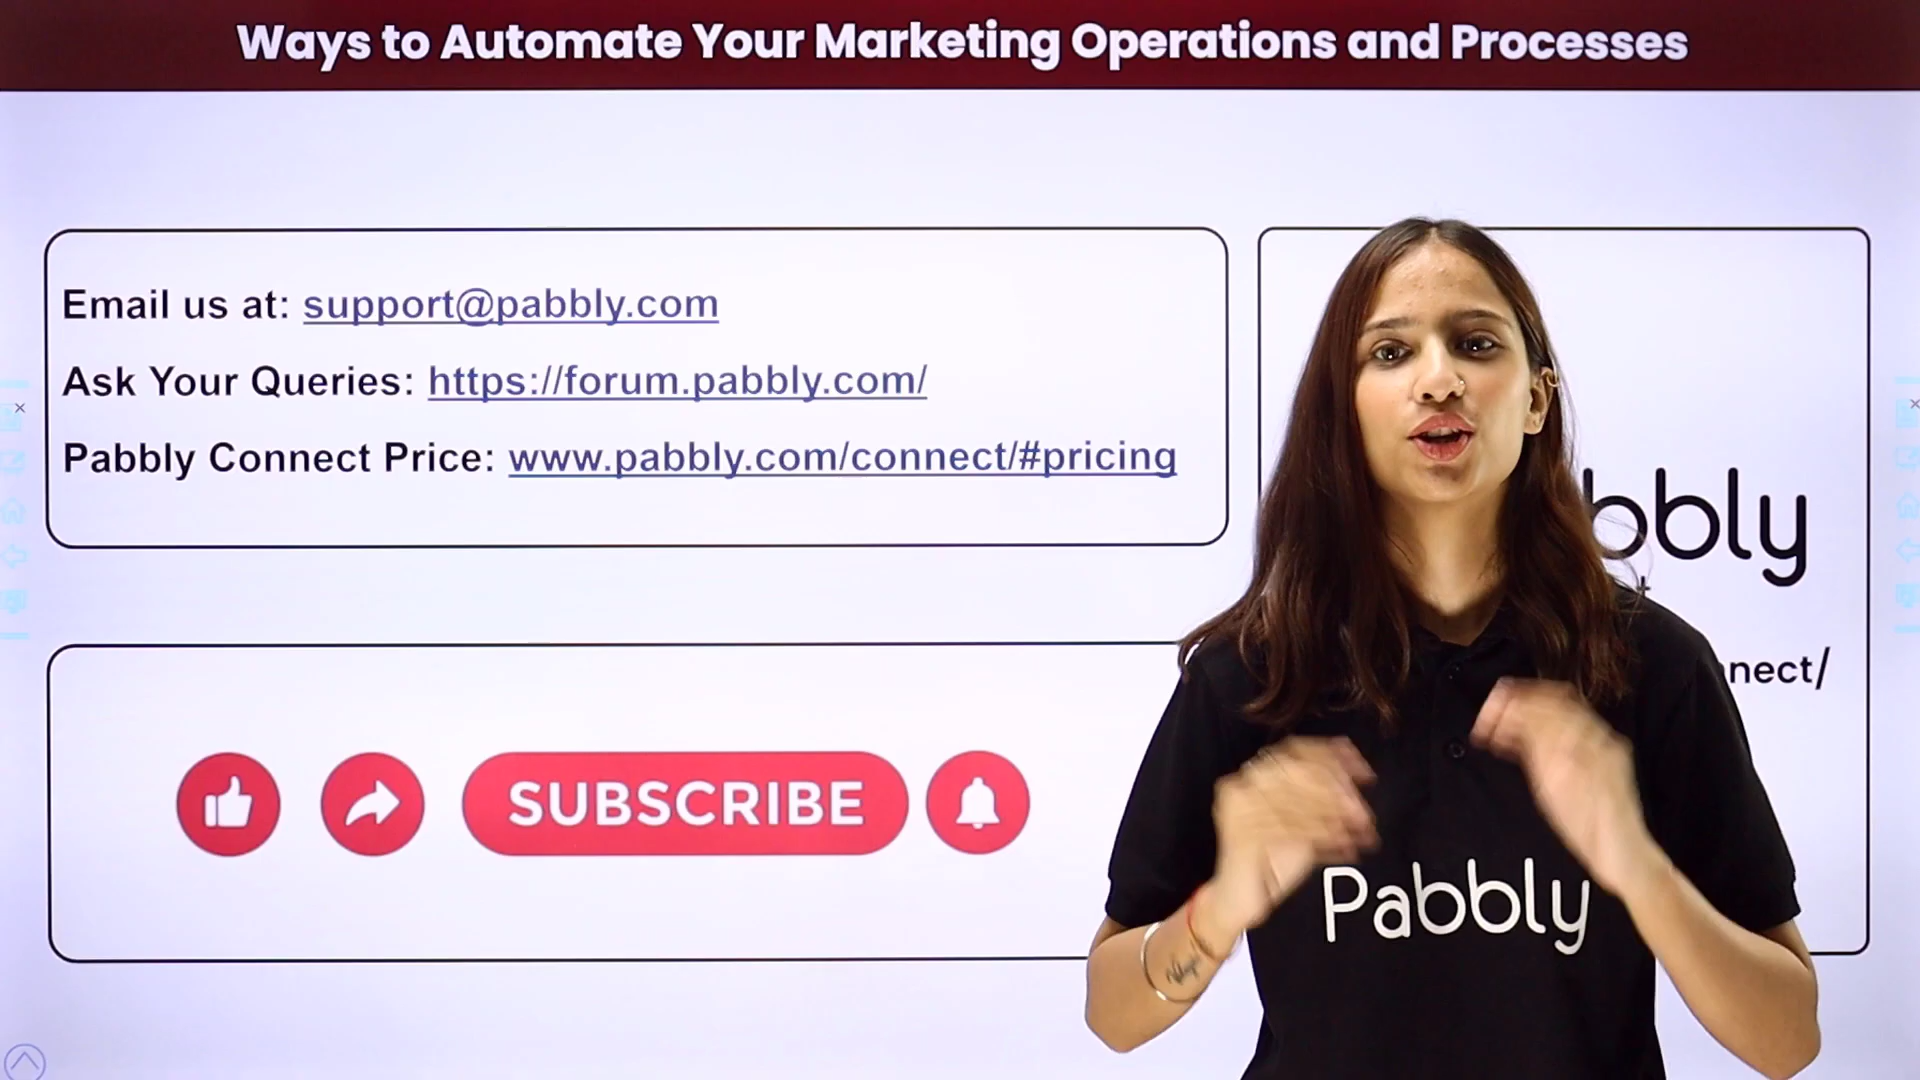 Ways to Automate Your Marketing Operations and Processes
Email us at: support@pabbly.com
Ask Your Queries: https://forum.pabbly.com/
Pabbly Connect Price: www.pabbly.com/connect/#pricing
bbly
nect/
SUBSCRIBE
Pabbly